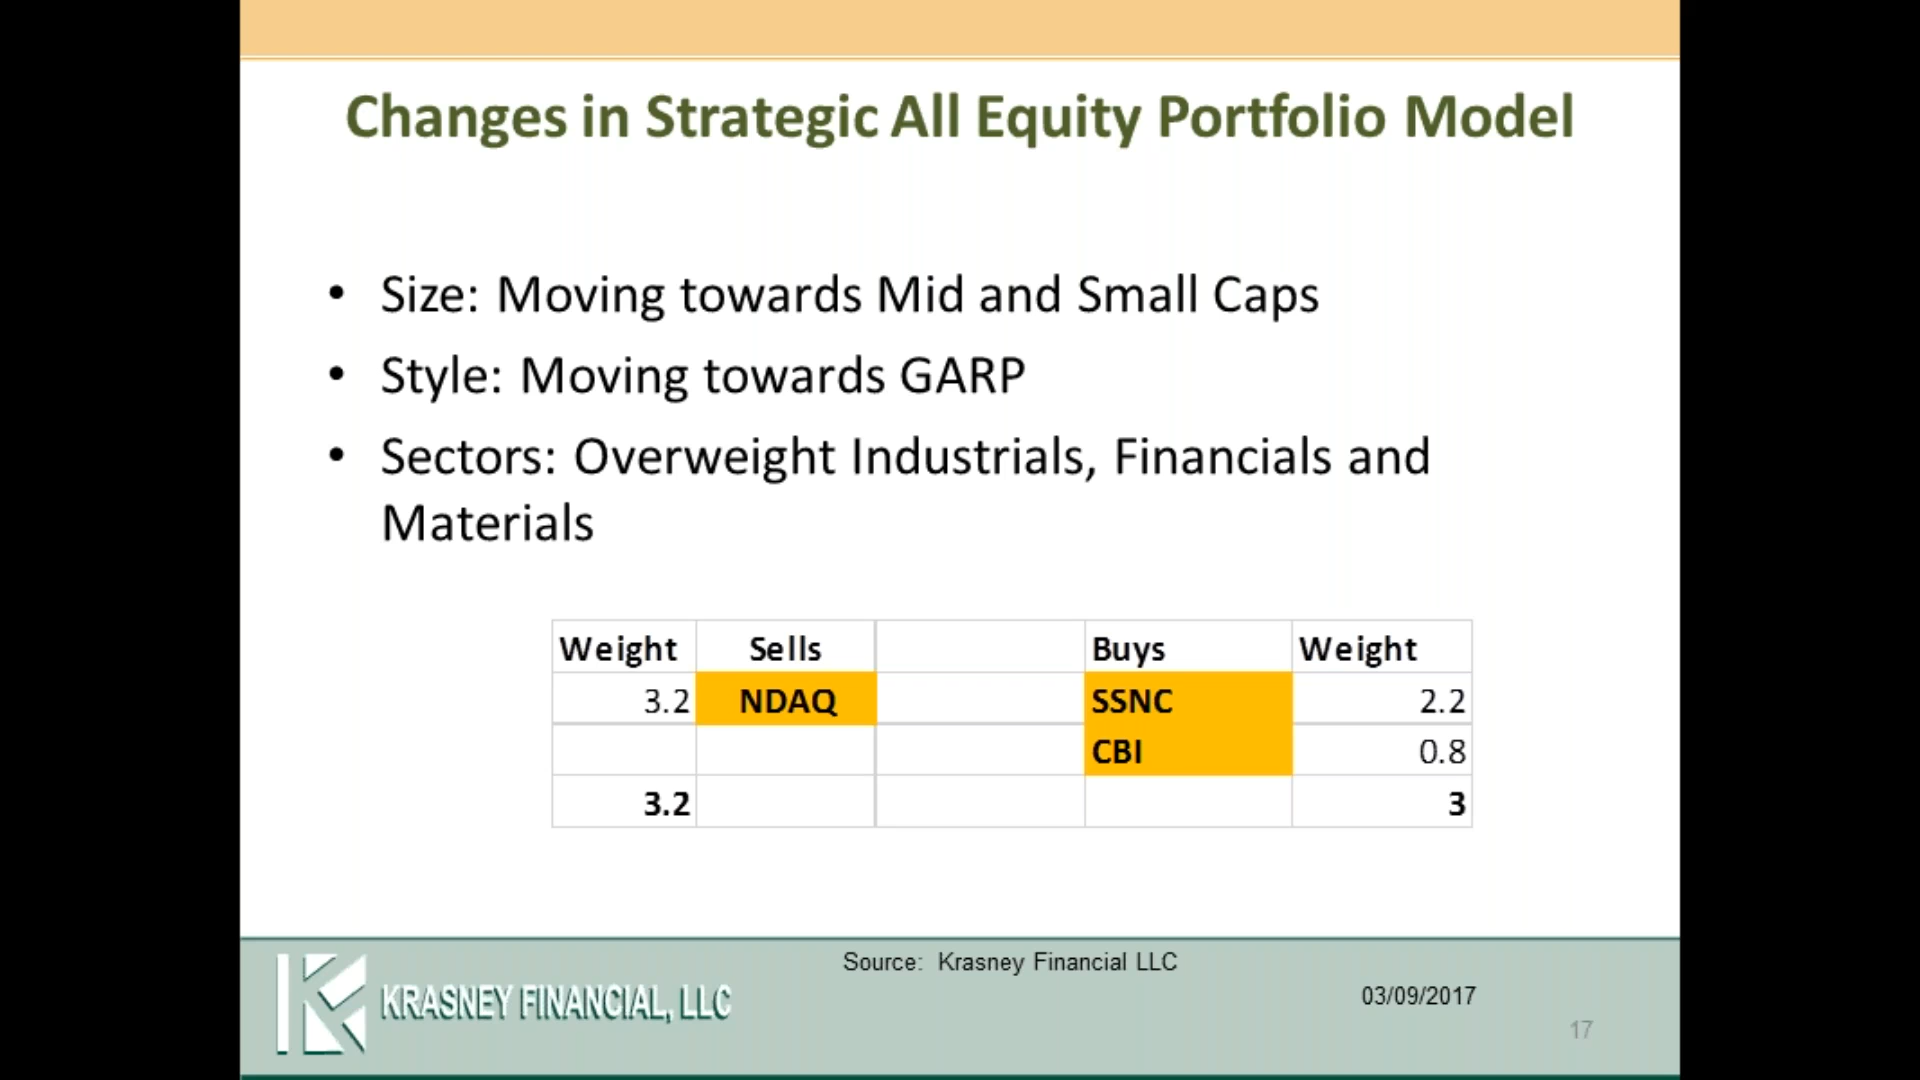 Changes in Strategic All Equity Portfolio Model
• Size: Moving towards Mid and Small Caps
• Style: Moving towards GARP
• Sectors: Overweight Industrials, Financials and
Materials
Weight Sells Buys Weight
3.2 NDAQ SSNC 2.2
CBI 0.8
3.2 3
Source: Krasney Financial LLC
KRASNEY FINANCIAL, LLC
03/09/2017
17